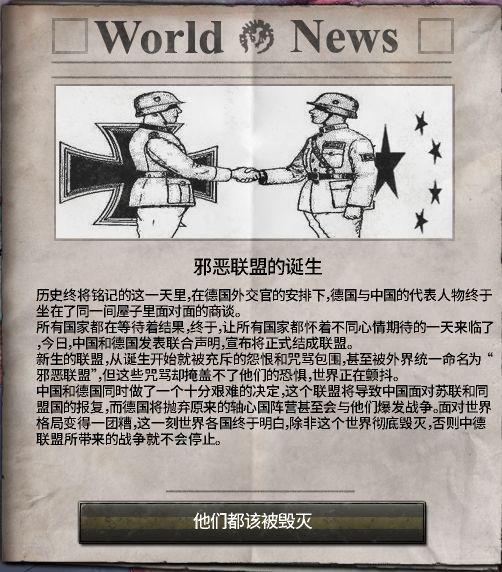 World News
邪恶联盟的诞生
历史终将铭记的这一天里,在德国外交官的安排下,德国与中国的代表人物终于
坐在了同一间屋子里面对面的商谈。
所有国家都在等待着结果,终于,让所有国家都怀着不同心情期待的一天来临了
,今日,中国和德国发表联合声明,宣布将正式结成联盟。
新生的联盟,从诞生开始就被充斥的怨恨和咒骂包围,甚至被外界统一命名为 “
邪恶联盟”,但这些咒骂却掩盖不了他们的恐惧,世界正在颤抖。
中国和德国同时做了一个十分艰难的决定,这个联盟将导致中国面对苏联和同
盟国的报复,而德国将抛弃原来的轴心国阵营甚至会与他们爆发战争。面对世界
格局变得一团糟,这一刻世界各国终于明白,除非这个世界彻底毁灭,否则中德
联盟所带来的战争就不会停止。
他们都该被毁灭